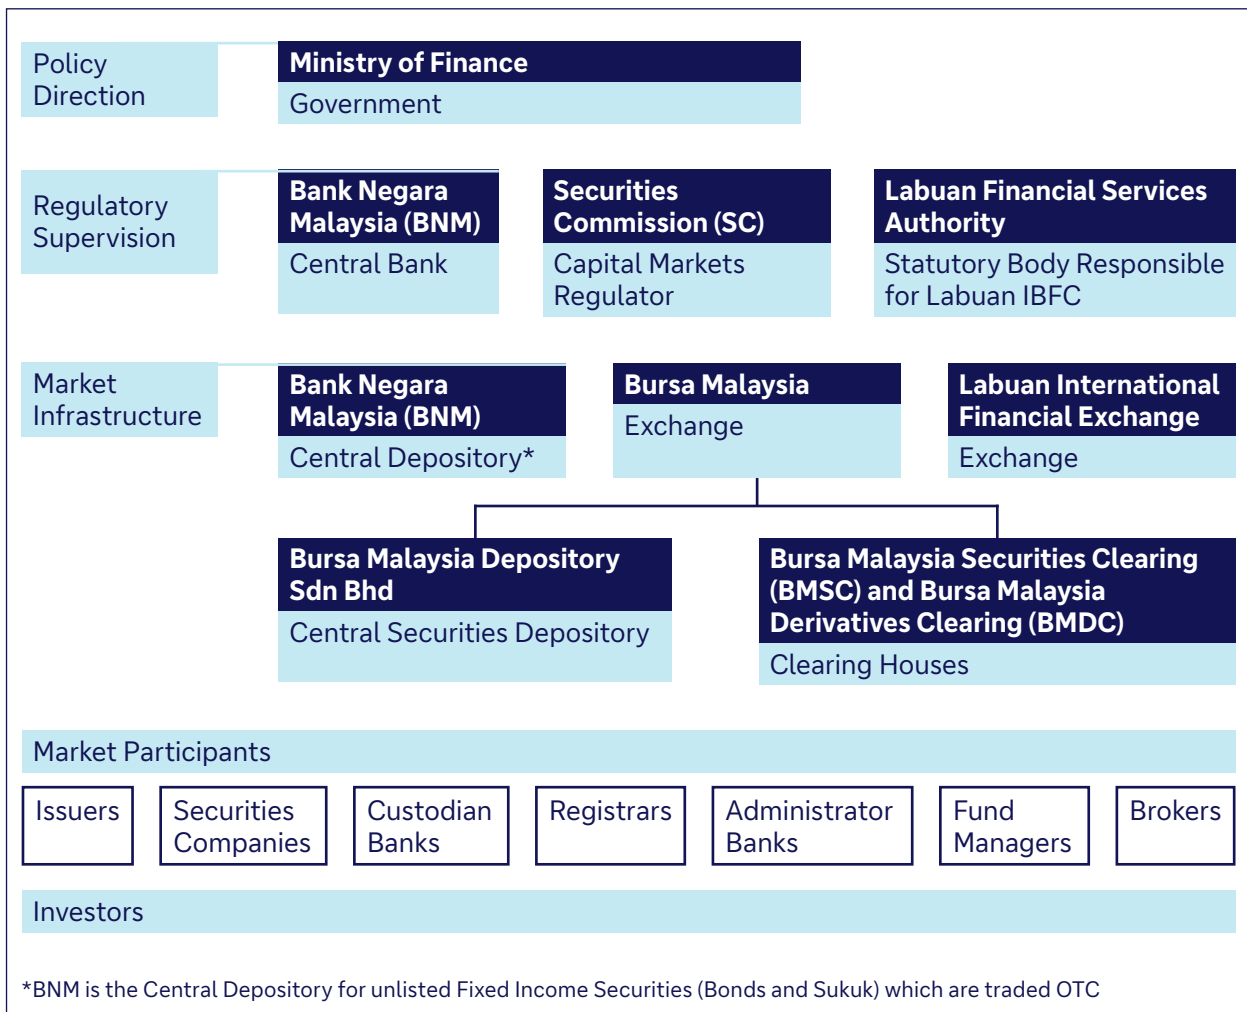 Policy
Direction
Ministry of Finance
Government
Regulatory
Supervision
Bank Negara
Malaysia (BNM)
Central Bank
Securities
Commission (SC)
Capital Markets
Regulator
Labuan Financial Services
Authority
Statutory Body Responsible
for Labuan IBFC
Market
Infrastructure
Bank Negara
Malaysia (BNM)
Central Depository*
Bursa Malaysia
Exchange
Labuan International
Financial Exchange
Exchange
Bursa Malaysia Depository
Sdn Bhd
Central Securities Depository
Bursa Malaysia Securities Clearing
(BMSC) and Bursa Malaysia
Derivatives Clearing (BMDC)
Clearing Houses
Market Participants
Issuers
Securities
Companies
Custodian
Banks
Registrars
Administrator
Banks
Fund
Managers
Brokers
Investors
*BNM is the Central Depository for unlisted Fixed Income Securities (Bonds and Sukuk) which are traded OTC